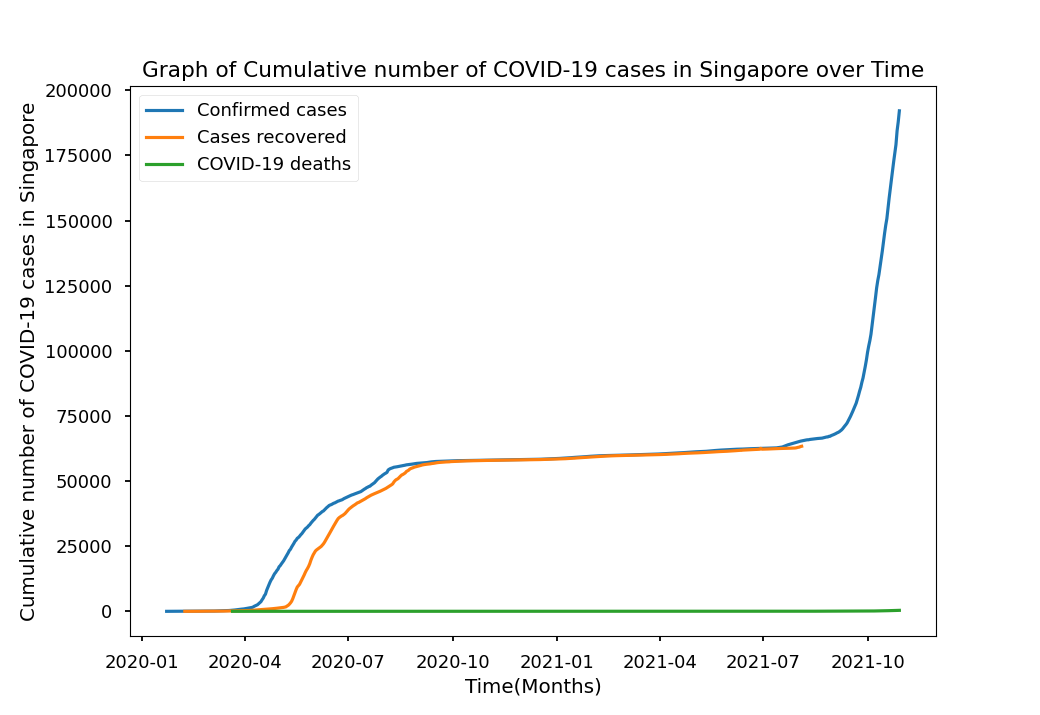 Graph of Cumulative number of COVID-19 cases in Singapore over Time
Cumulative number of COVID-19 cases in Singapore
200000
175000
150000
125000
100000
75000
50000
25000
0
Confirmed cases
Cases recovered
COVID-19 deaths
2020-01 2020-04 2020-07 2020-10 2021-01 2021-04 2021-07 2021-10
Time(Months)